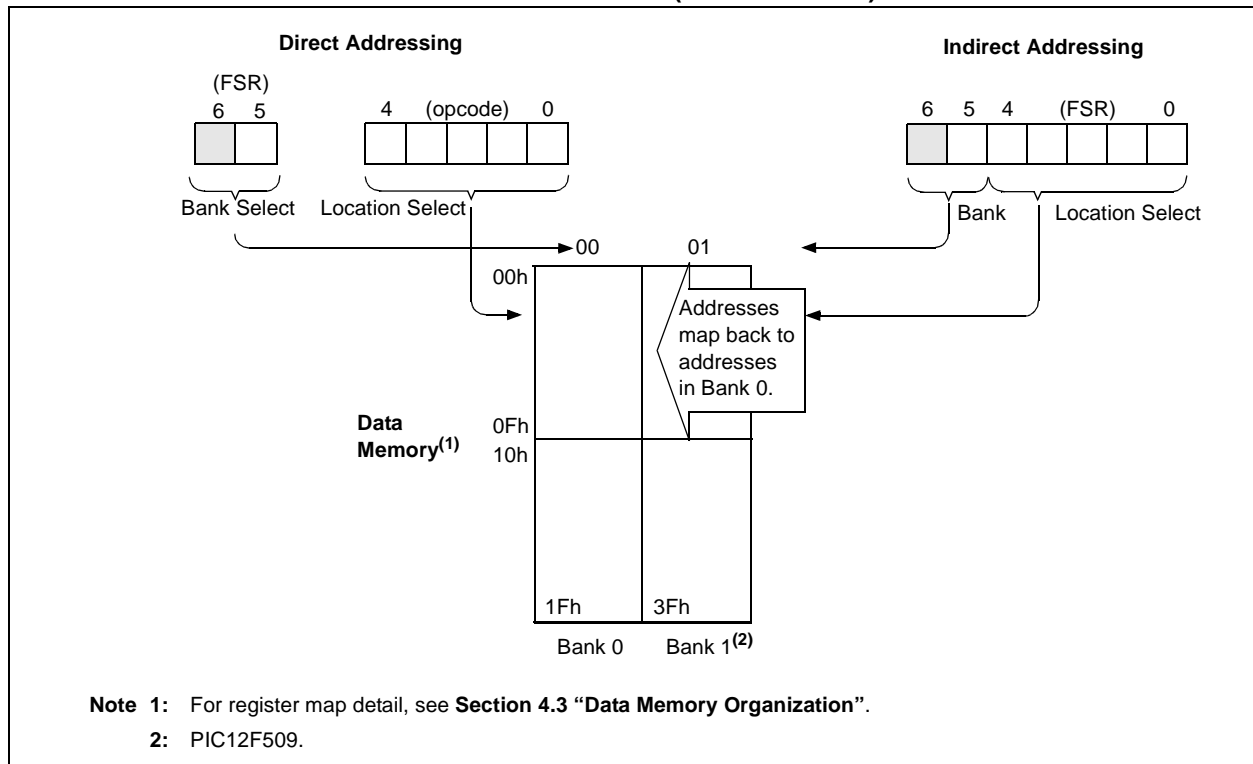 Direct Addressing
Indirect Addressing
(FSR)
6 5
4 (opcode) 0
6 5 4 (FSR) 0
Bank Select
Location Select
Bank
Location Select
00
01
00h
Addresses
map back to
addresses
in Bank 0.
Data
Memory(1)
0Fh
10h
1Fh
3Fh
Bank 0
Bank 1(2)
Note 1: For register map detail, see Section 4.3 “Data Memory Organization”.
2: PIC12F509.